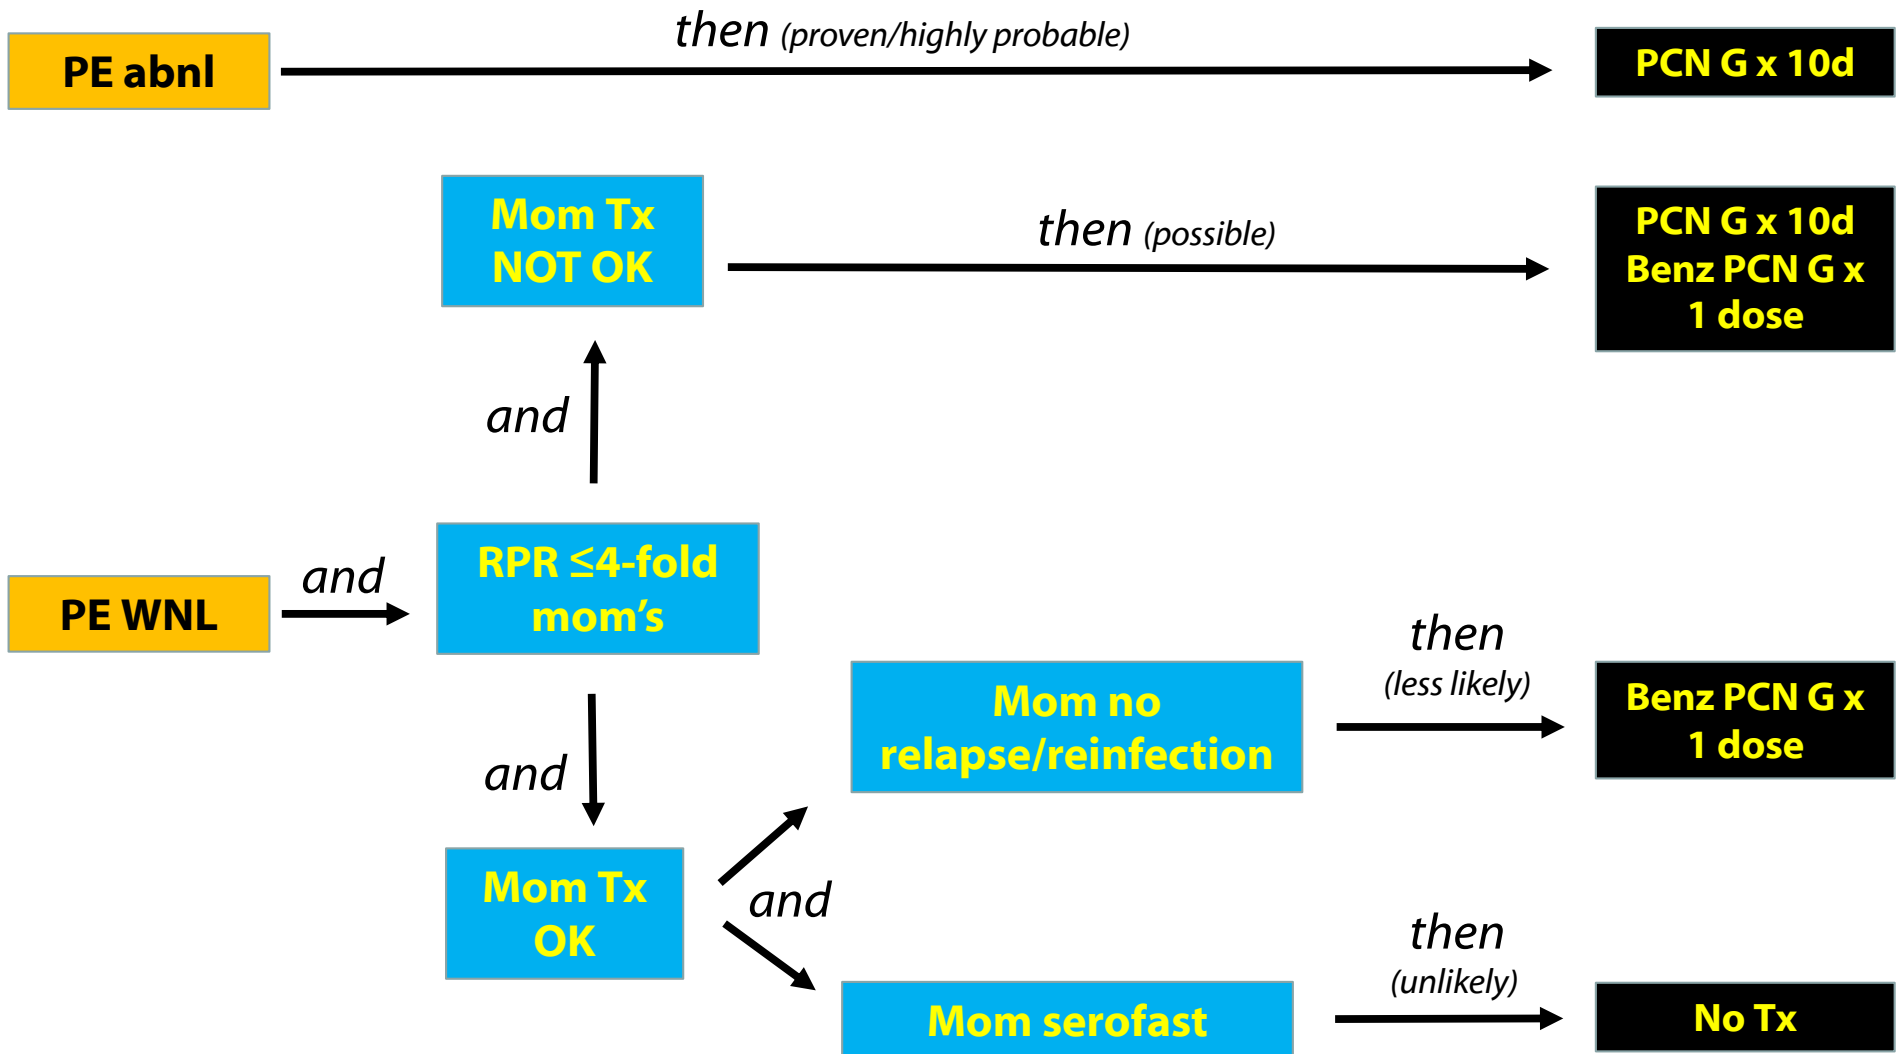 then (proven/highly probable)
PE abnl
PCN G x 10d
Mom Tx
NOT OK
then (possible)
PCN G x 10d
Benz PCN G x
1 dose
and
PE WNL
and
RPR ≤4-fold
mom's
and
Mom no
relapse/reinfection
then
(less likely)
Benz PCN G x
1 dose
Mom Tx
OK
and
Mom serofast
then
(unlikely)
No Tx